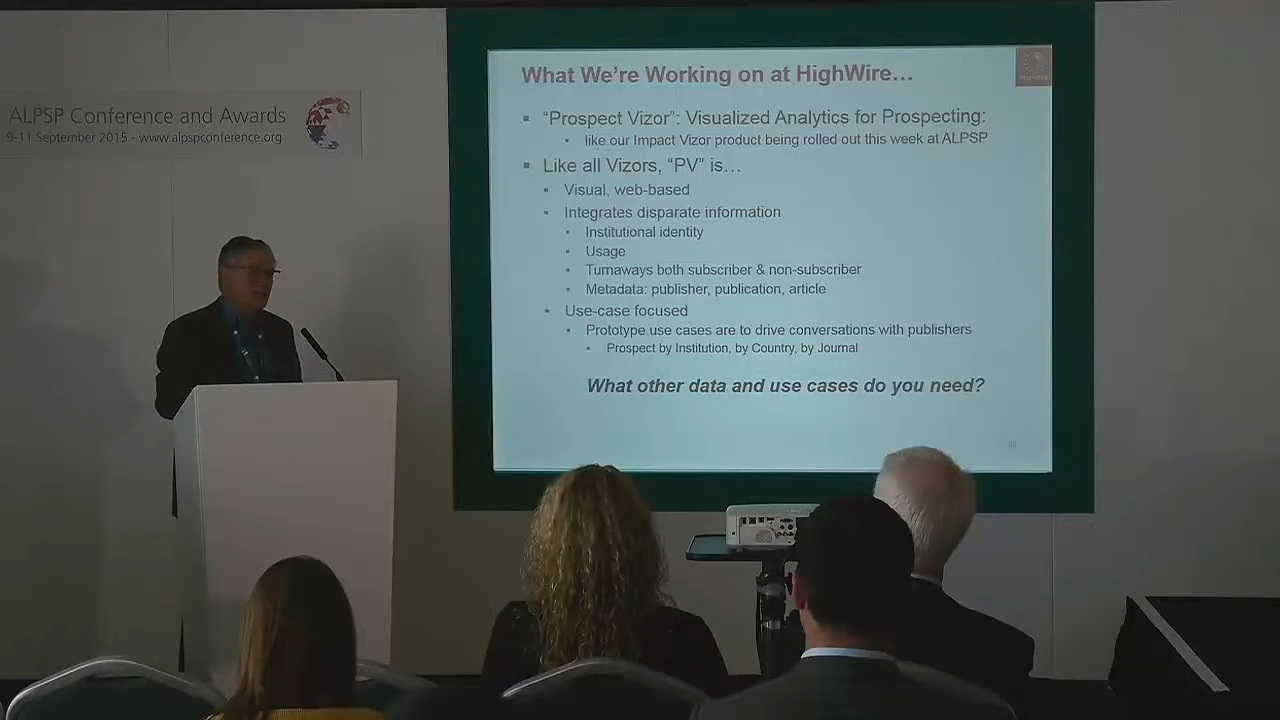 ALPSP Conference and Awards
9-11 September 2015 - www.alpspconference.org
What We're Working on at HighWire…
▪ "Prospect Vizor": Visualized Analytics for Prospecting:
▪ like our Impact Vizor product being rolled out this week at ALPSP
▪ Like all Vizors, "PV" is…
▪ Visual, web-based
▪ Integrates disparate information
▪ Institutional identity
▪ Usage
▪ Turnaways both subscriber & non-subscriber
▪ Metadata: publisher, publication, article
▪ Use-case focused
▪ Prototype use cases are to drive conversations with publishers
▪ Prospect by Institution, by Country, by Journal
What other data and use cases do you need?